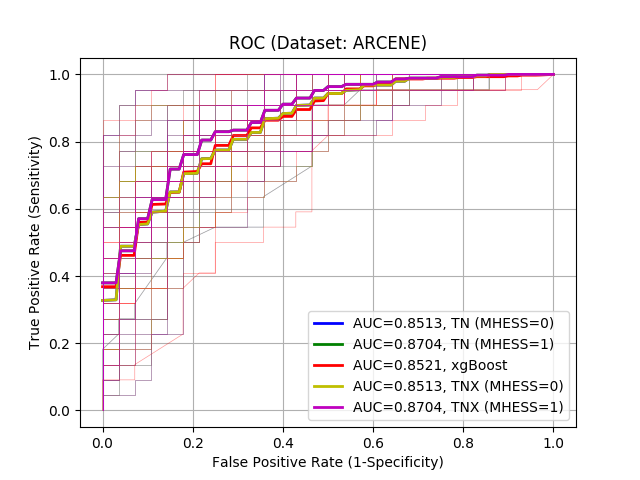 ROC (Dataset: ARCENE)
True Positive Rate (Sensitivity)
1.0
0.8
0.6
0.4
0.2
0.0
AUC=0.8513, TN (MHESS=0)
AUC=0.8704, TN (MHESS=1)
AUC=0.8521, xgBoost
AUC=0.8513, TNX (MHESS=0)
AUC=0.8704, TNX (MHESS=1)
0.0 0.2 0.4 0.6 0.8 1.0
False Positive Rate (1-Specificity)